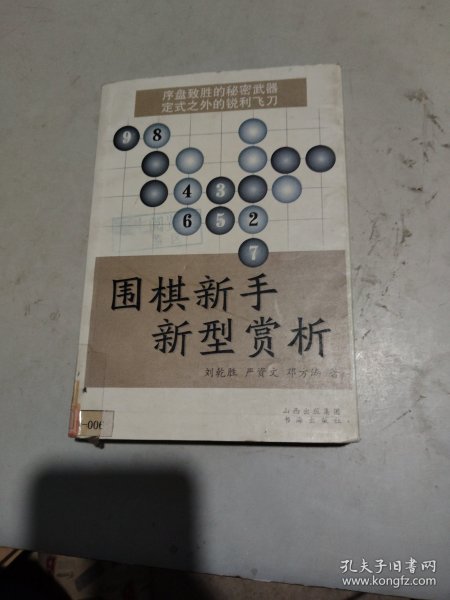 序盘致胜的秘密武器
定式之外的锐利飞刀
9 8
4 3
6 5 2
7
围棋新手
新型赏析
刘乾胜 严资文 邓方洲 著
山西出版集团
书海出版社
-006
孔夫子旧书网
www.kongfz.com